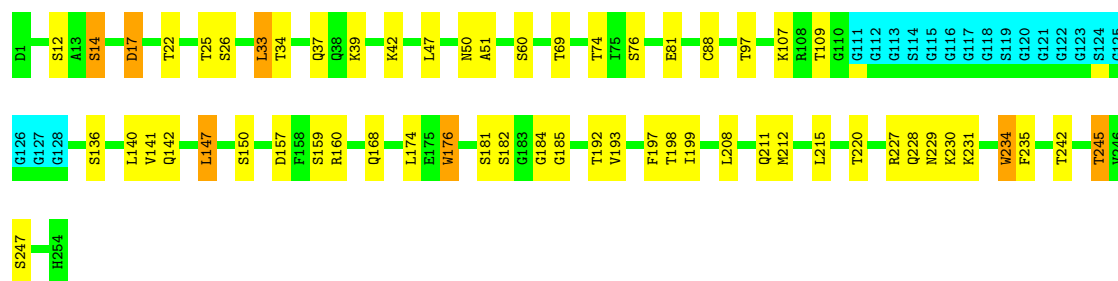 D1 S12 A13 S14 D17 T22 T25 S26 L33 T34 Q37 Q38 K39 K42 L47 N50 A51 S60 T69 T74 I75 S76 E81 C88 T97 K107 R108 T109 G110 G111 G112 G113 S114 G115 G116 G117 G118 S119 G120 G121 G122 G123 S124 G125
G126 G127 G128 S136 L140 V141 Q142 L147 S150 D157 F158 S159 R160 Q168 L174 E175 W176 S181 S182 G183 G184 G185 T192 V193 F197 T198 I199 L208 Q211 M212 L215 T220 R227 Q228 N229 K230 K231 W234 F235 T242 T245 V246
S247 H254